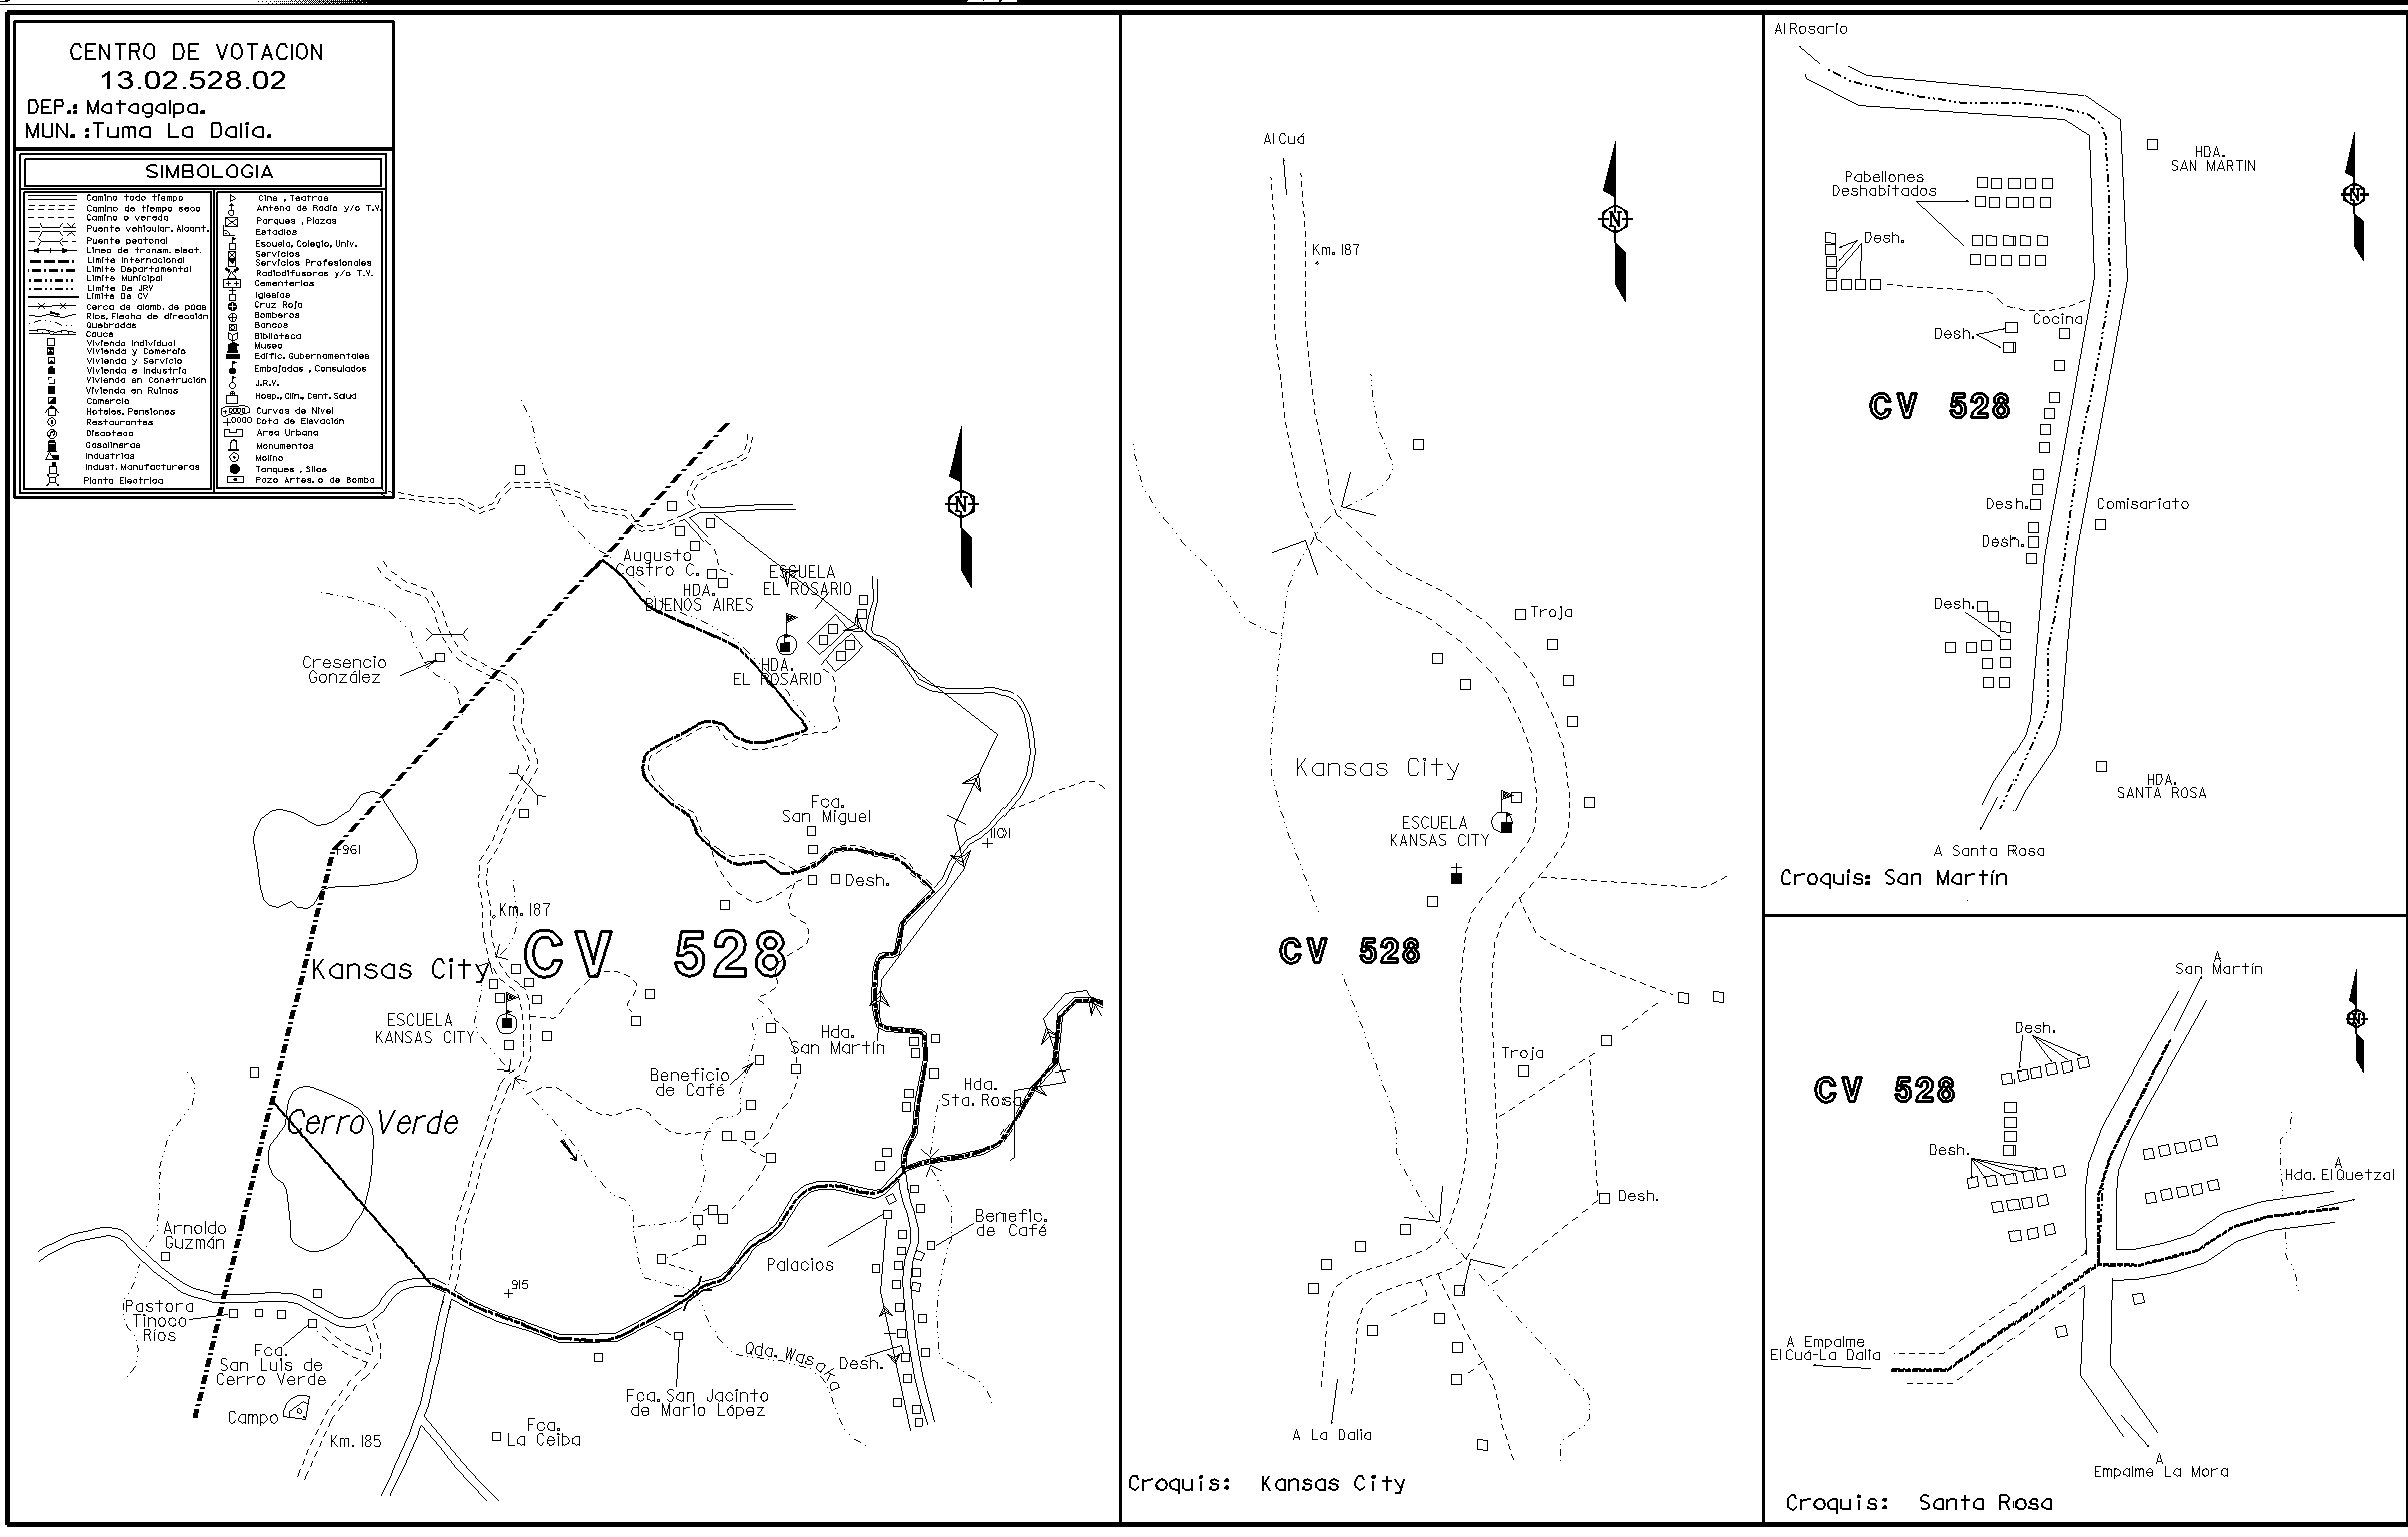 CENTRO DE VOTACION
13.02.528.02
DEP.: Matagalpa.
MUN. :Tuma La Dalia.
SIMBOLOGIA
Camino todo tiempo
Camino de tiempo seco
Camino o vereda
Puente vehicular. Alcant.
Puente peatonal
Linea de transm. elect.
Limite Internacional
Limite Departamental
Limite Municipal
Limite De JRV
Limite De CV
Cerca de alamb. de púas
Rios, Flecha de dirección
Quebradas
Cauce
Vivienda Individual
Vivienda y Comercio
Vivienda y Servicio
Vivienda e Industria
Vivienda en Construción
Vivienda en Ruinas
Comercio
Hoteles. Pensiones
Restaurantes
Discoteca
Gasolineras
Industrias
Indust. Manufactureras
Planta Electrica
Cine , Teatros
Antena de Radio y/o T.V.
Parques , Plazas
Estadios
Escuela, Colegio, Univ.
Servicios
Servicios Profesionales
Radiodifusoras y/o T.V.
Cementerios
Iglesias
Cruz Roja
Bomberos
Bancos
Biblioteca
Museo
Edific. Gubernamentales
Embajadas , Consulados
J.R.V.
Hosp., Clín., Cent. Salud
Curvas de Nivel
Cota de Elevación
Area Urbana
Monumentos
Molino
Tanques , Silos
Pozo Artes. o de Bomba
N
Augusto
Castro C.
HDA.
BUENOS AIRES
ESCUELA
EL ROSARIO
HDA.
EL ROSARIO
Cresencio
González
Fca.
San Miguel
1101
961
Desh.
Km. 187
CV 528
Kansas City
ESCUELA
KANSAS CITY
Hda.
San Martín
Beneficio
de Café
Hda.
Sta. Rosa
Cerro Verde
Arnoldo
Guzmán
Benefic.
de Café
Palacios
915
Pastora
Tinoco
Ríos
Fca.
San Luis de
Cerro Verde
Qda. Wasaka
Desh.
Fca. San Jacinto
de Mario López
Campo
Km. 185
Fca.
La Ceiba
Al Cuá
N
Km. 187
Troja
Kansas City
ESCUELA
KANSAS CITY
CV 528
Troja
Desh.
A La Dalia
Croquis: Kansas City
Al Rosario
HDA.
SAN MARTIN
N
Pabellones
Deshabitados
Desh.
Cocina
Desh.
CV 528
Desh.
Comisariato
Desh.
Desh.
HDA.
SANTA ROSA
A Santa Rosa
Croquis: San Martín
A
San Martín
N
Desh.
CV 528
Desh.
A
Hda. El Quetzal
A Empalme
El Cuá-La Dalia
A
Empalme La Mora
Croquis: Santa Rosa